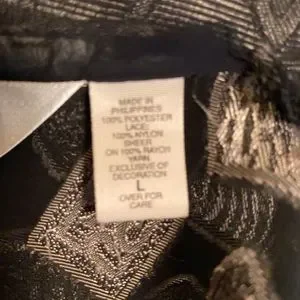 MADE IN
PHILIPPINES
100% POLYESTER
LACE:
100% NYLON
SHEER
ON 100% RAYON
YARN
EXCLUSIVE OF
DECORATION
L
OVER FOR
CARE